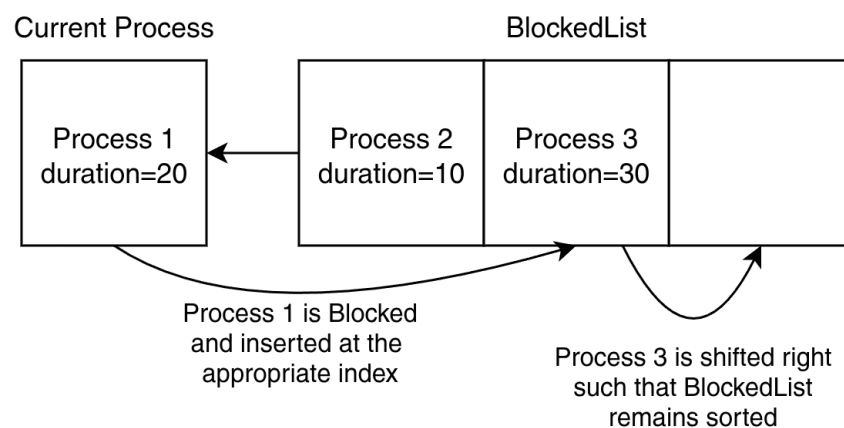 Current Process
BlockedList
Process 1
duration=20
Process 2
duration=10
Process 3
duration=30
Process 1 is Blocked
and inserted at the
appropriate index
Process 3 is shifted right
such that BlockedList
remains sorted